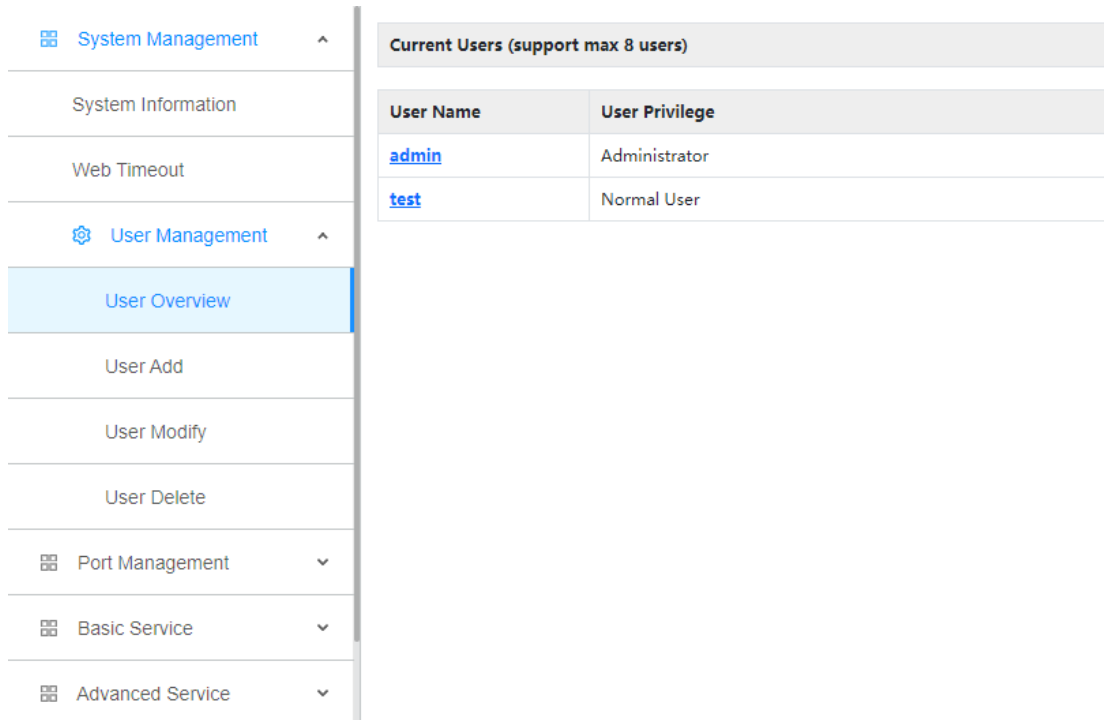 System Management
System Information
Web Timeout
User Management
User Overview
User Add
User Modify
User Delete
Port Management
Basic Service
Advanced Service
Current Users (support max 8 users)
User Name User Privilege
admin Administrator
test Normal User